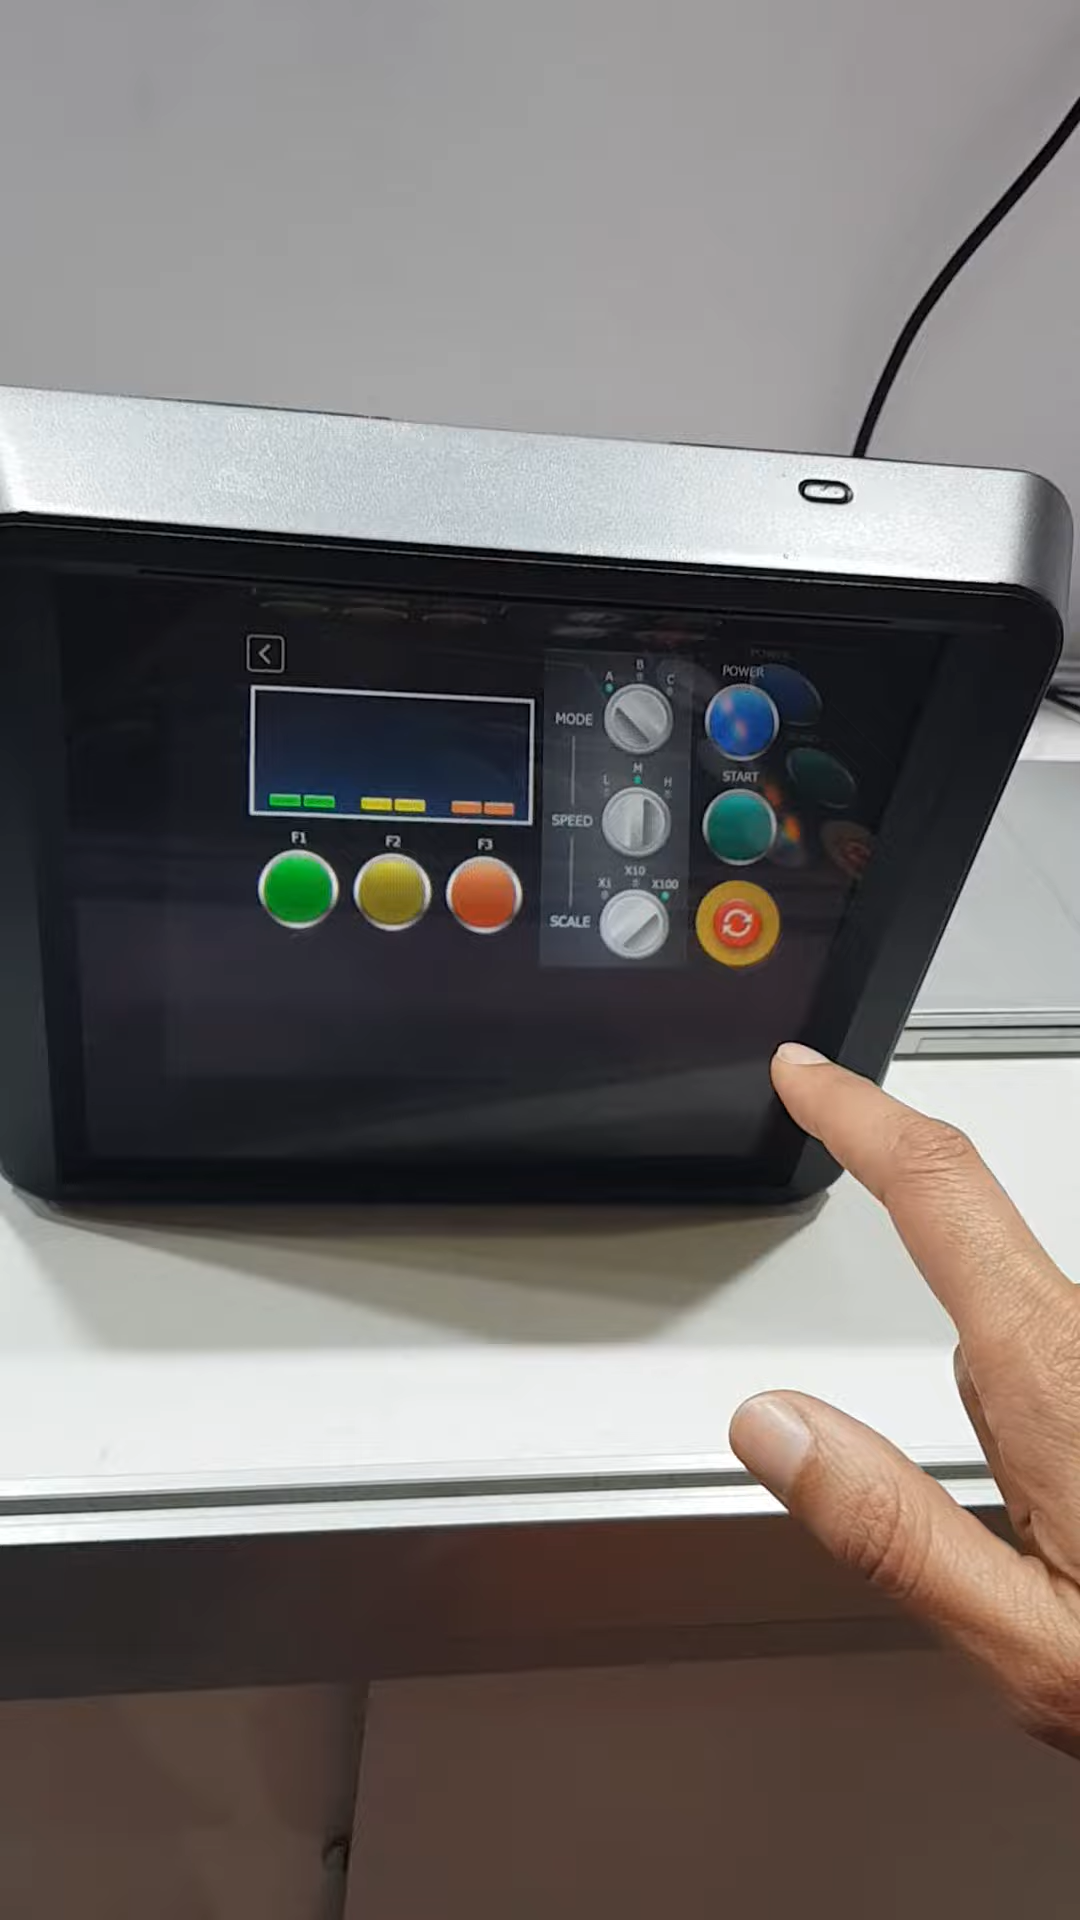 POWER
A B C
MODE
START
L M H
SPEED
F1 F2 F3
X1 X10 X100
SCALE